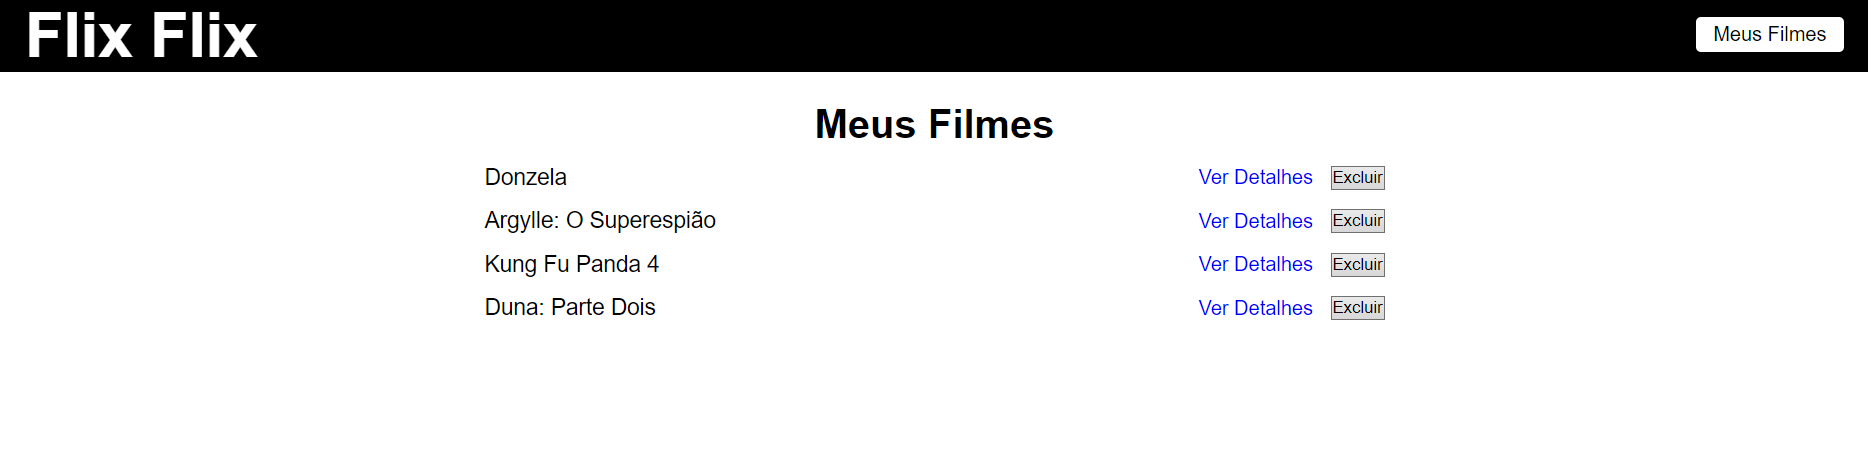 Flix Flix Meus Filmes
Meus Filmes
Donzela Ver Detalhes Excluir
Argylle: O Superespião Ver Detalhes Excluir
Kung Fu Panda 4 Ver Detalhes Excluir
Duna: Parte Dois Ver Detalhes Excluir